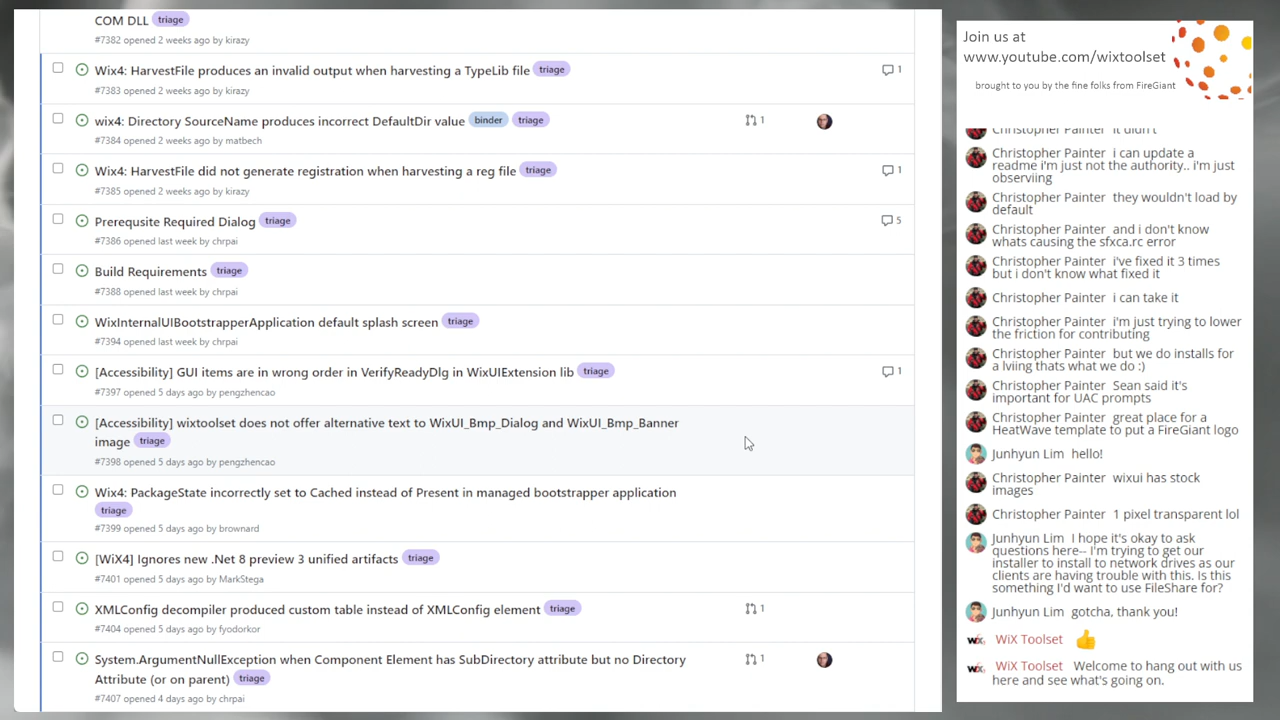 COM DLL triage
#7382 opened 2 weeks ago by kirazy
Wix4: HarvestFile produces an invalid output when harvesting a TypeLib file triage 1
#7383 opened 2 weeks ago by kirazy
wix4: Directory SourceName produces incorrect DefaultDir value binder triage 1
#7384 opened 2 weeks ago by matbech
Wix4: HarvestFile did not generate registration when harvesting a reg file triage 1
#7385 opened 2 weeks ago by kirazy
Prerequsite Required Dialog triage 5
#7386 opened last week by chrpai
Build Requirements triage
#7388 opened last week by chrpai
WixInternalUIBootstrapperApplication default splash screen triage
#7394 opened last week by chrpai
[Accessibility] GUI items are in wrong order in VerifyReadyDlg in WixUIExtension lib triage 1
#7397 opened 5 days ago by pengzhencao
[Accessibility] wixtoolset does not offer alternative text to WixUI_Bmp_Dialog and WixUI_Bmp_Banner
image triage
#7398 opened 5 days ago by pengzhencao
Wix4: PackageState incorrectly set to Cached instead of Present in managed bootstrapper application
triage
#7399 opened 5 days ago by brownard
[WiX4] Ignores new .Net 8 preview 3 unified artifacts triage
#7401 opened 5 days ago by MarkStega
XMLConfig decompiler produced custom table instead of XMLConfig element triage 1
#7404 opened 5 days ago by fyodorkor
System.ArgumentNullException when Component Element has SubDirectory attribute but no Directory 1
Attribute (or on parent) triage
#7407 opened 4 days ago by chrpai
Join us at
www.youtube.com/wixtoolset
brought to you by the fine folks from FireGiant
Christopher Painter it didn't
Christopher Painter i can update a
readme i'm just not the authority.. i'm just
observiing
Christopher Painter they wouldn't load by
default
Christopher Painter and i don't know
whats causing the sfxca.rc error
Christopher Painter i've fixed it 3 times
but i don't know what fixed it
Christopher Painter i can take it
Christopher Painter i'm just trying to lower
the friction for contributing
Christopher Painter but we do installs for
a lviing thats what we do :)
Christopher Painter Sean said it's
important for UAC prompts
Christopher Painter great place for a
HeatWave template to put a FireGiant logo
Junhyun Lim hello!
Christopher Painter wixui has stock
images
Christopher Painter 1 pixel transparent lol
Junhyun Lim I hope it's okay to ask
questions here-- I'm trying to get our
installer to install to network drives as our
clients are having trouble with this. Is this
something I'd want to use FileShare for?
Junhyun Lim gotcha, thank you!
WiX WiX Toolset 👍
WiX WiX Toolset Welcome to hang out with us
here and see what's going on.